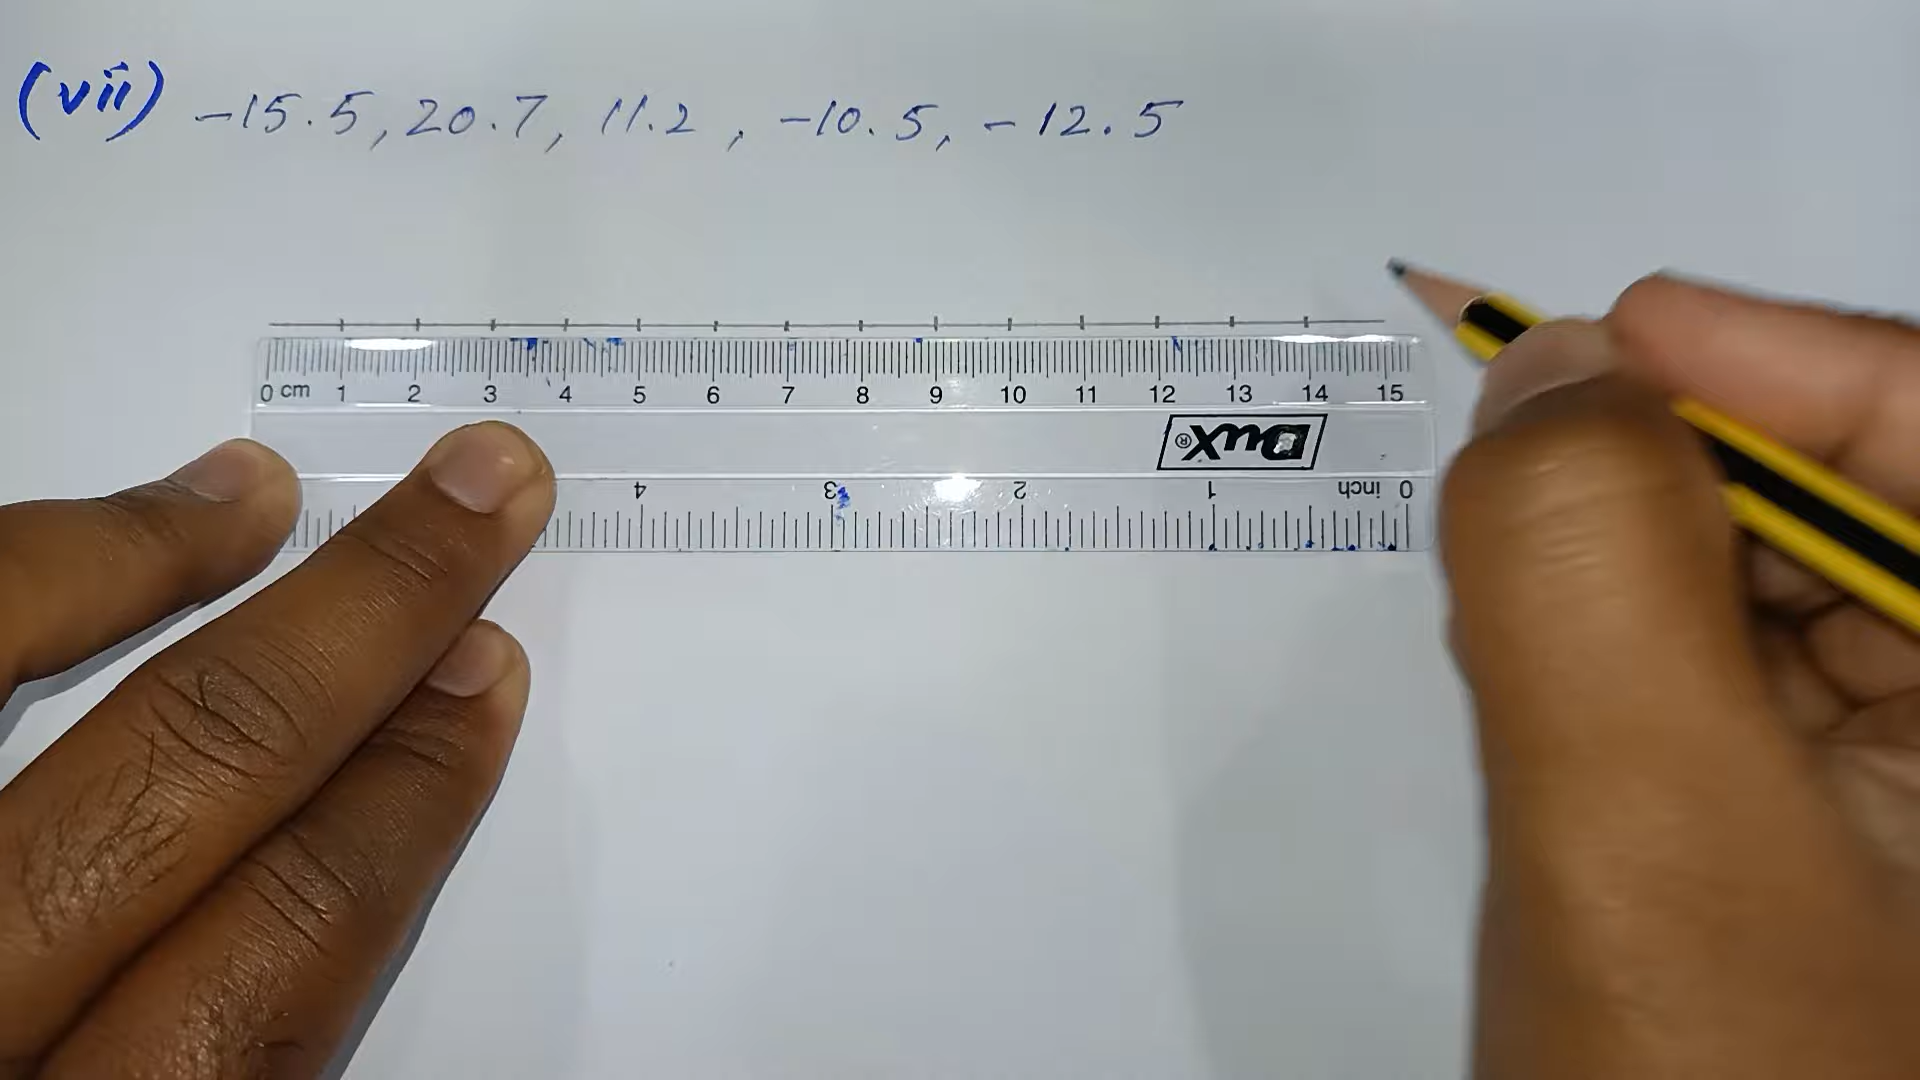 (vii) -15.5, 20.7, 11.2, -10.5, -12.5
0 cm 1 2 3 4 5 6 7 8 9 10 11 12 13 14 15
DUX®
4 3 2 1 inch 0